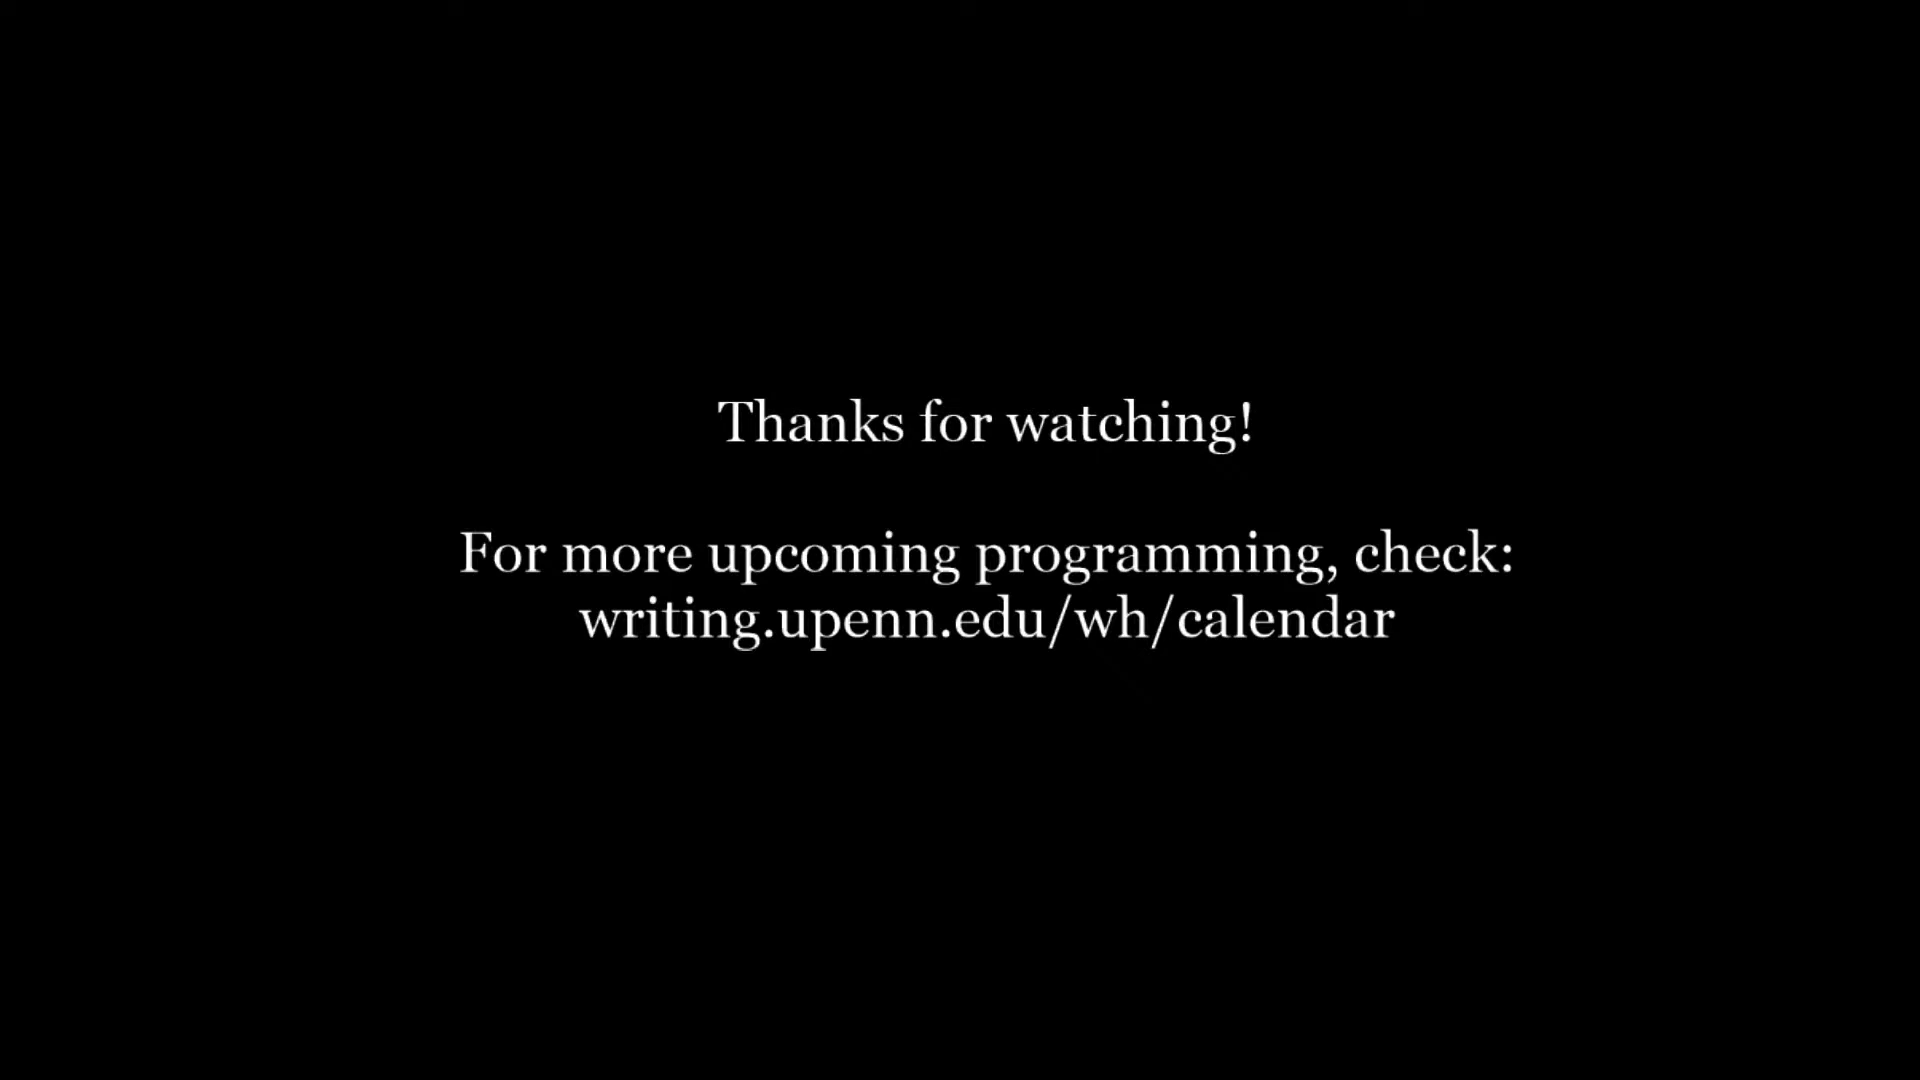 Thanks for watching!
For more upcoming programming, check:
writing.upenn.edu/wh/calendar